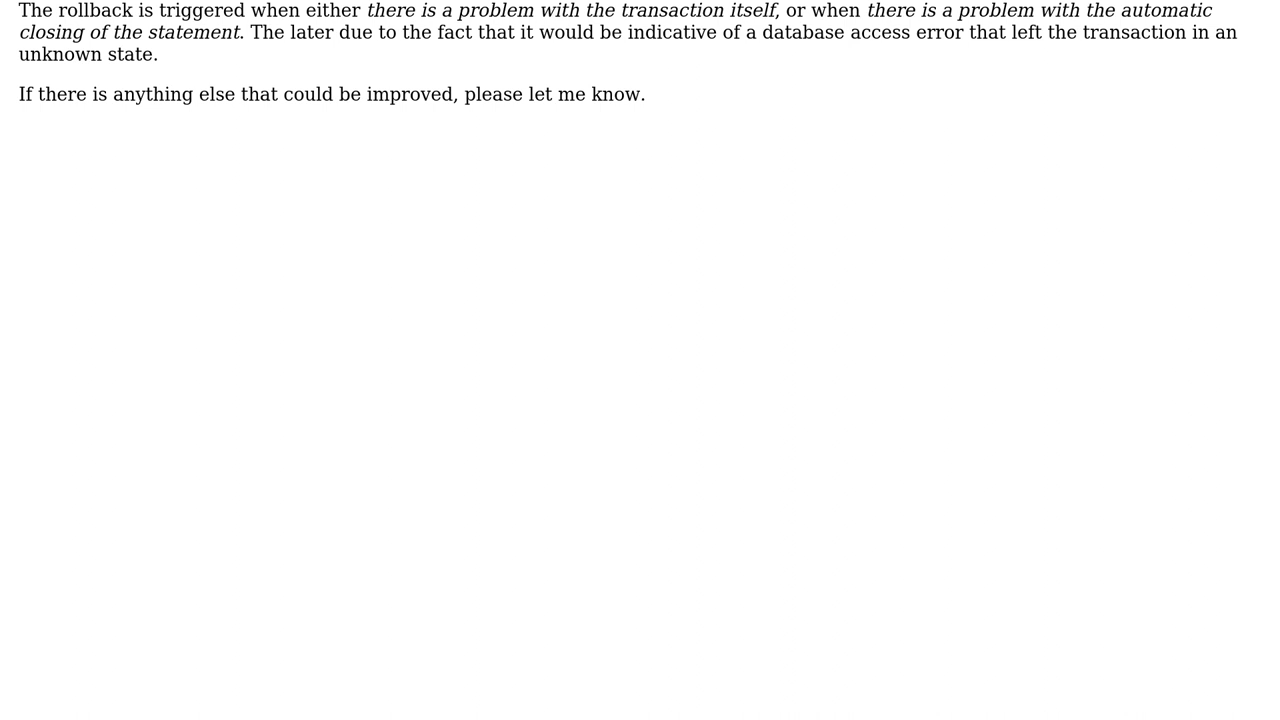 The rollback is triggered when either there is a problem with the transaction itself, or when there is a problem with the automatic
closing of the statement. The later due to the fact that it would be indicative of a database access error that left the transaction in an
unknown state.
If there is anything else that could be improved, please let me know.